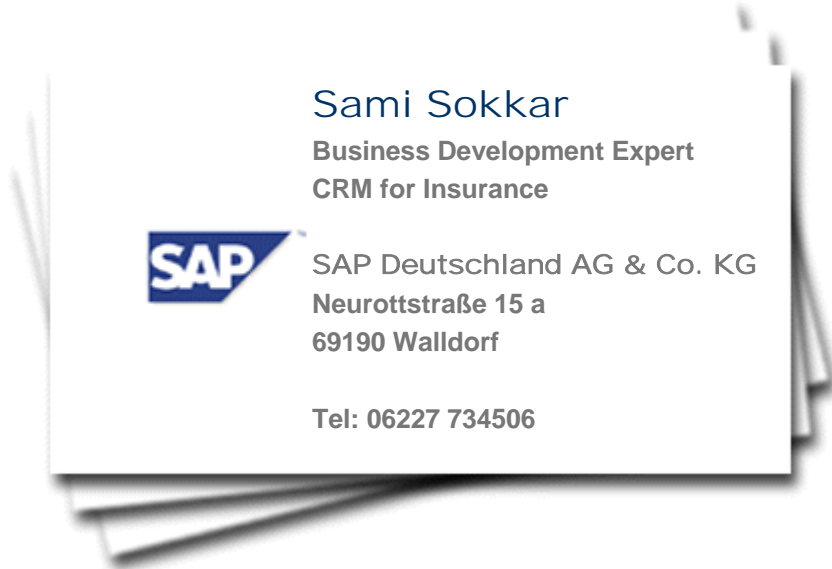 Sami Sokkar
Business Development Expert
CRM for Insurance
SAP
SAP Deutschland AG & Co. KG
Neurottstraße 15 a
69190 Walldorf
Tel: 06227 734506